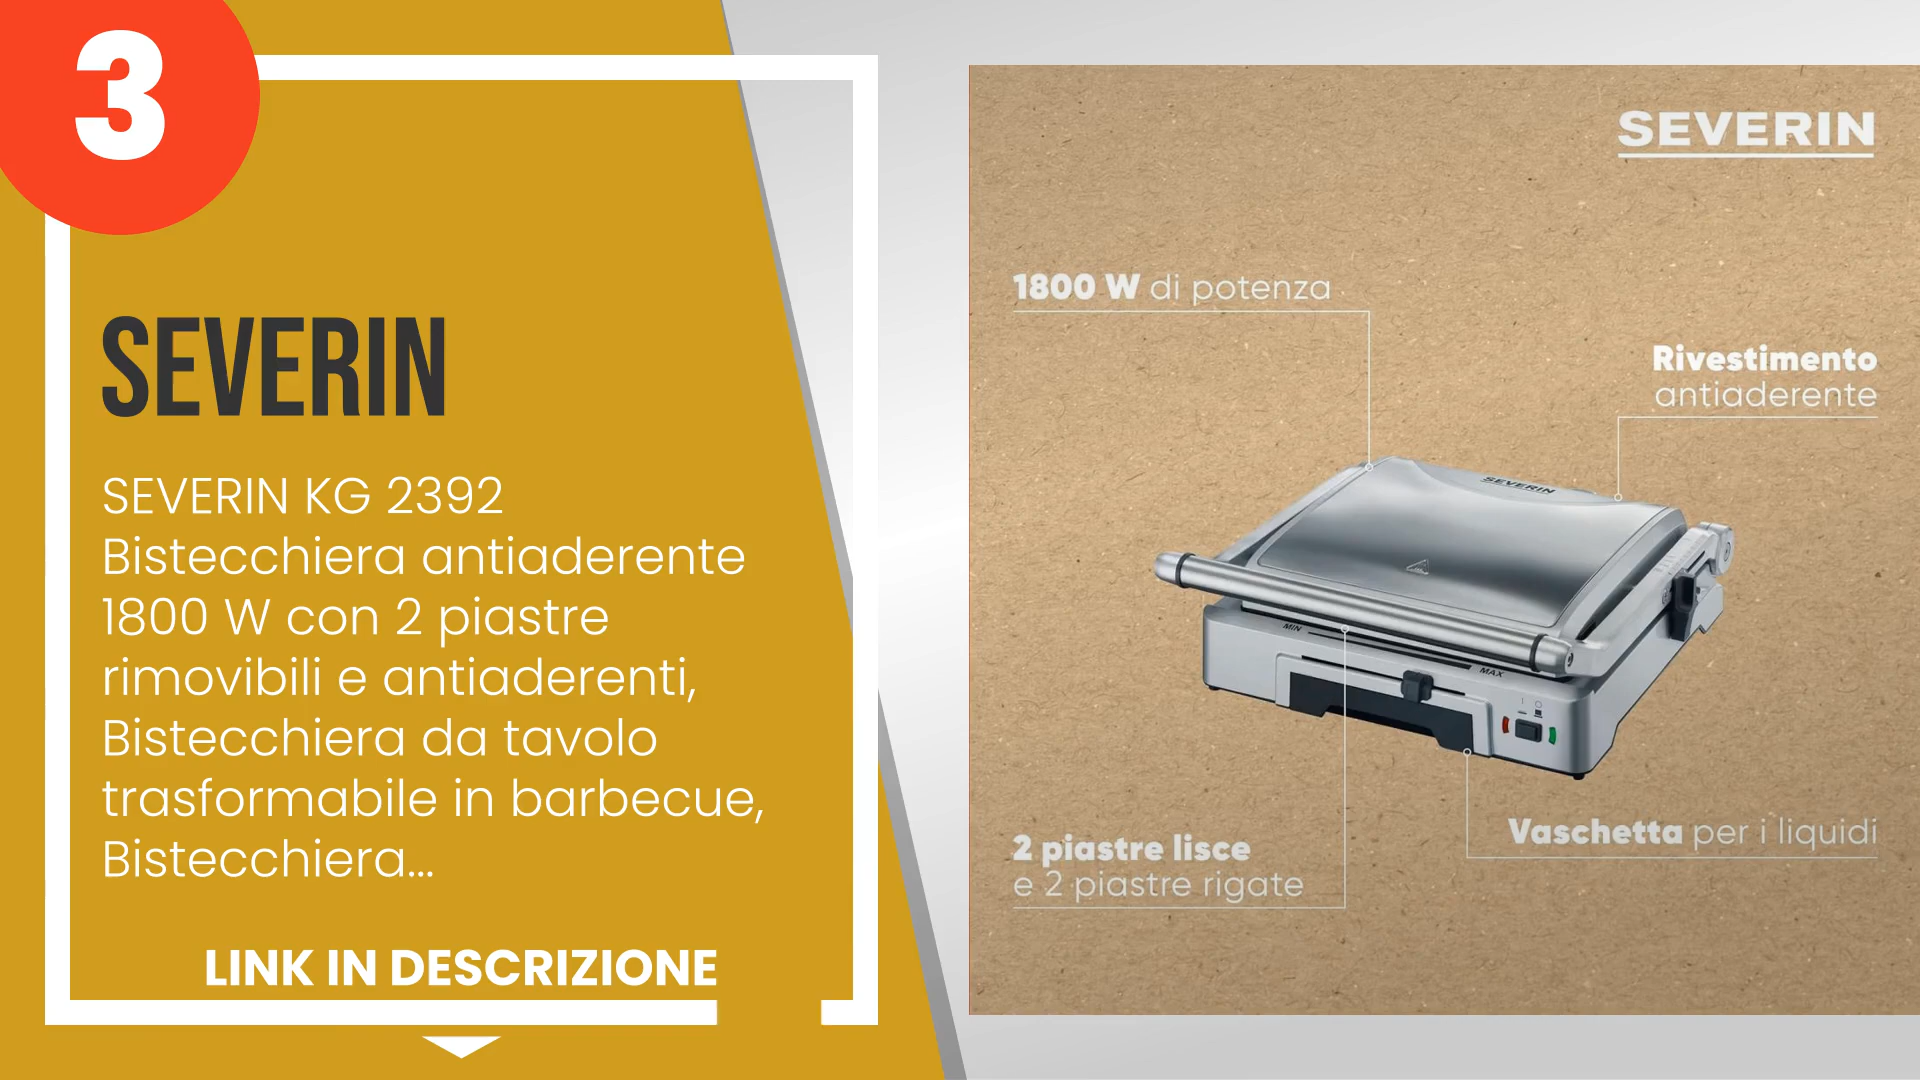 3
SEVERIN
SEVERIN KG 2392
Bistecchiera antiaderente
1800 W con 2 piastre
rimovibili e antiaderenti,
Bistecchiera da tavolo
trasformabile in barbecue,
Bistecchiera...
LINK IN DESCRIZIONE
SEVERIN
1800 W di potenza
Rivestimento
antiaderente
SEVERIN
MIN
MAX
2 piastre lisce
e 2 piastre rigate
Vaschetta per i liquidi